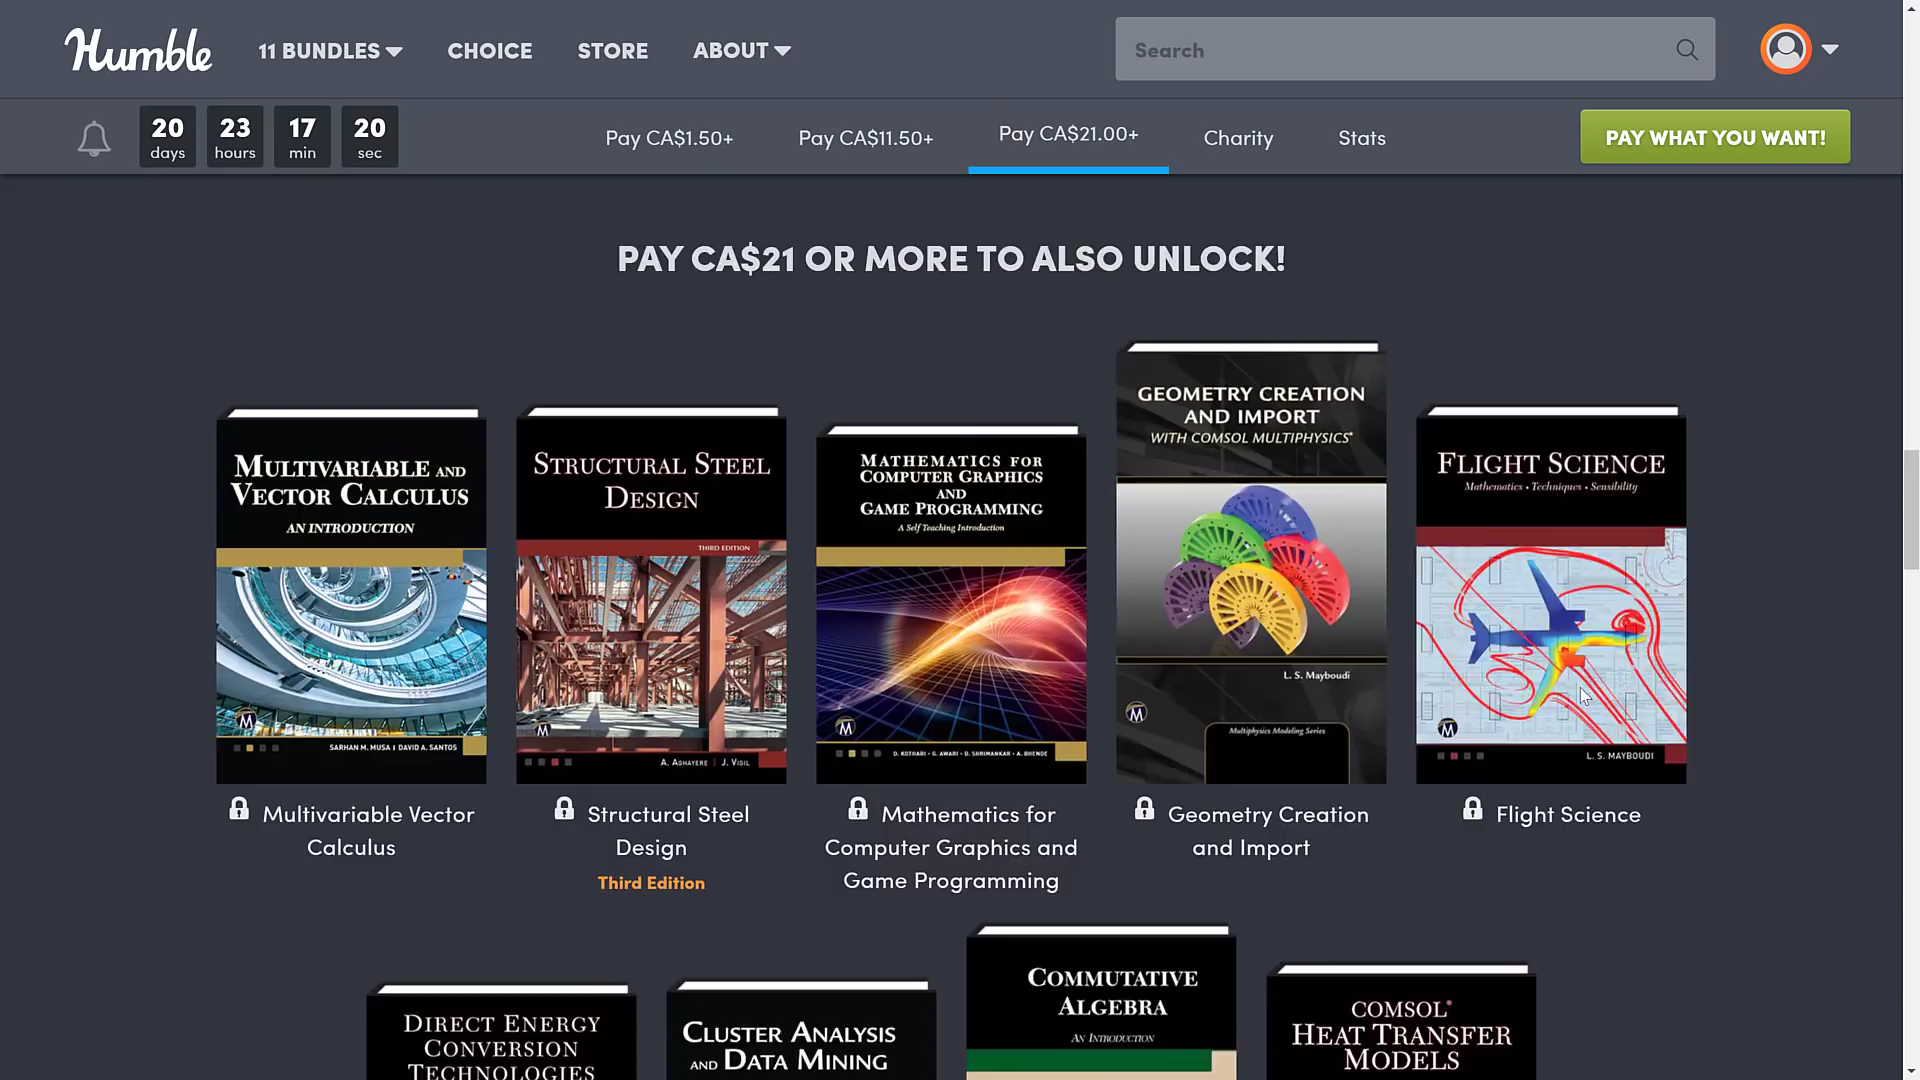 Humble
11 BUNDLES
CHOICE
STORE
ABOUT
Search
20
days
23
hours
17
min
20
sec
Pay CA$1.50+
Pay CA$11.50+
Pay CA$21.00+
Charity
Stats
PAY WHAT YOU WANT!
PAY CA$21 OR MORE TO ALSO UNLOCK!
MULTIVARIABLE AND
VECTOR CALCULUS
AN INTRODUCTION
SARHAN M. MUSA | DAVID A. SANTOS
Multivariable Vector
Calculus
STRUCTURAL STEEL
DESIGN
THIRD EDITION
A. AGHAYERE | J. VIGIL
Structural Steel
Design
Third Edition
MATHEMATICS FOR
COMPUTER GRAPHICS
AND
GAME PROGRAMMING
A Self Teaching Introduction
D. KOTHARI • G. AWARI • D. SHRIMANKAR • A. BHENDE
Mathematics for
Computer Graphics and
Game Programming
GEOMETRY CREATION
AND IMPORT
WITH COMSOL MULTIPHYSICS®
L. S. Mayboudi
Multiphysics Modeling Series
Geometry Creation
and Import
FLIGHT SCIENCE
Mathematics • Techniques • Sensibility
L. S. MAYBOUDI
Flight Science
DIRECT ENERGY
CONVERSION
TECHNOLOGIES
CLUSTER ANALYSIS
AND DATA MINING
COMMUTATIVE
ALGEBRA
AN INTRODUCTION
COMSOL®
HEAT TRANSFER
MODELS